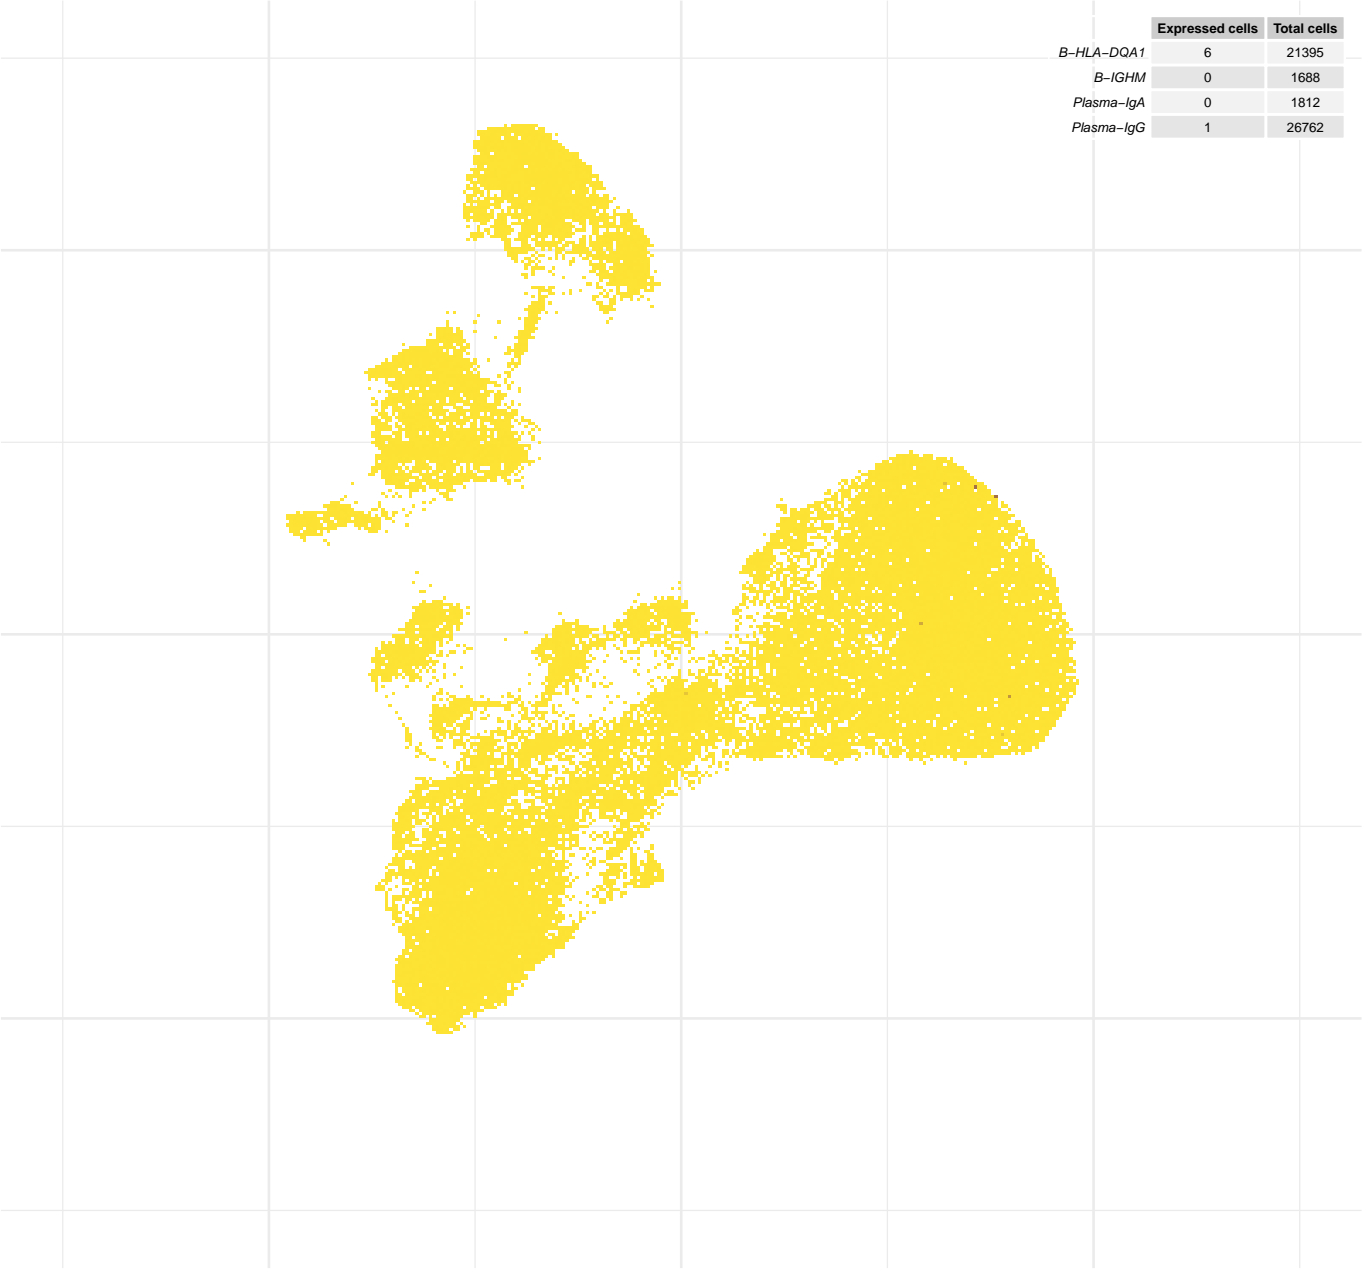 Expressed cells Total cells
B−HLA−DQA1 6 21395
B−IGHM 0 1688
Plasma−IgA 0 1812
Plasma−IgG 1 26762